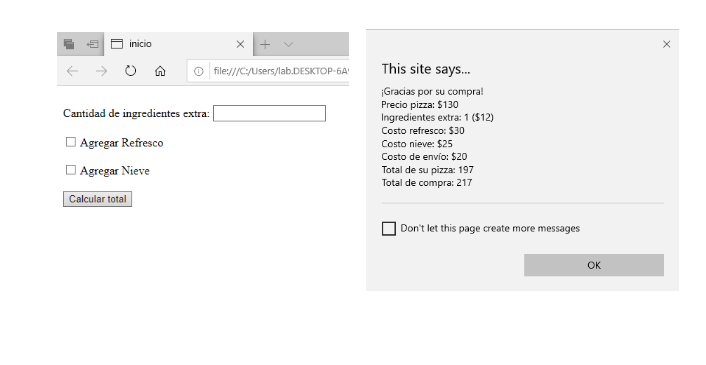 inicio
file:///C:/Users/lab.DESKTOP-6A
Cantidad de ingredientes extra:
Agregar Refresco
Agregar Nieve
Calcular total
This site says...
¡Gracias por su compra!
Precio pizza: $130
Ingredientes extra: 1 ($12)
Costo refresco: $30
Costo nieve: $25
Costo de envío: $20
Total de su pizza: 197
Total de compra: 217
Don't let this page create more messages
OK